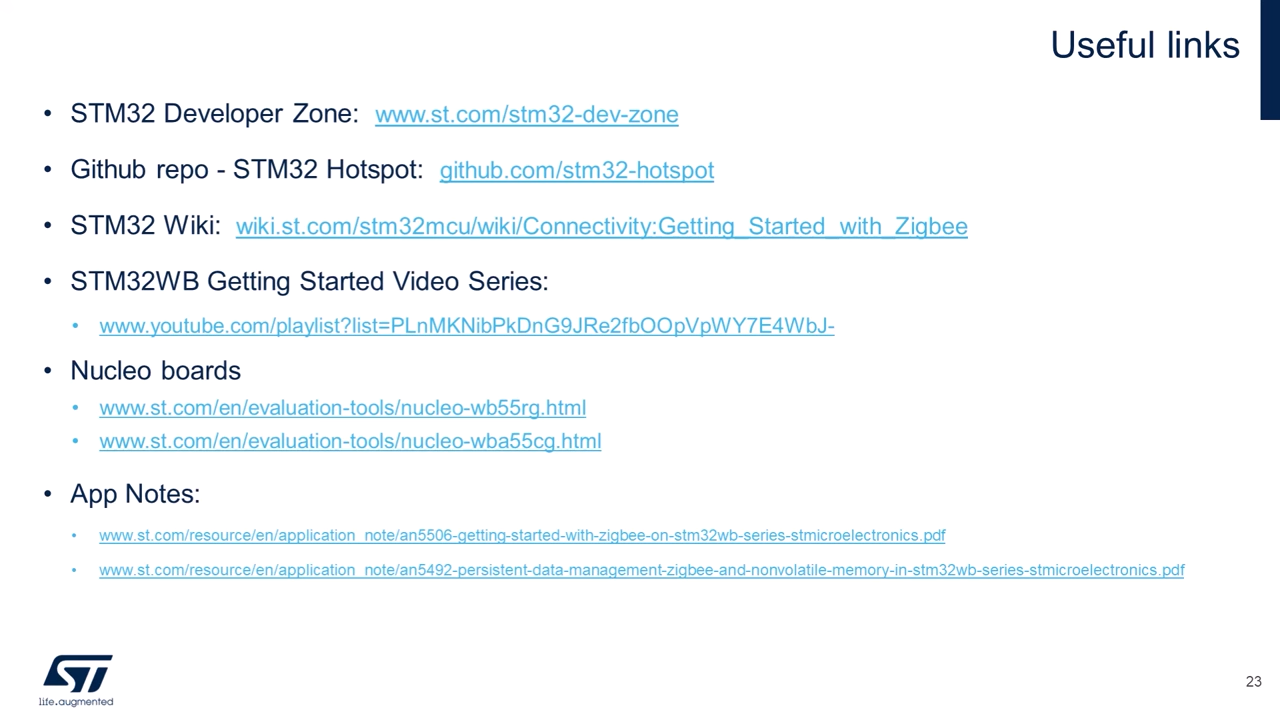 Useful links
• STM32 Developer Zone: www.st.com/stm32-dev-zone
• Github repo - STM32 Hotspot: github.com/stm32-hotspot
• STM32 Wiki: wiki.st.com/stm32mcu/wiki/Connectivity:Getting_Started_with_Zigbee
• STM32WB Getting Started Video Series:
• www.youtube.com/playlist?list=PLnMKNibPkDnG9JRe2fbOOpVpWY7E4WbJ-
• Nucleo boards
• www.st.com/en/evaluation-tools/nucleo-wb55rg.html
• www.st.com/en/evaluation-tools/nucleo-wba55cg.html
• App Notes:
• www.st.com/resource/en/application_note/an5506-getting-started-with-zigbee-on-stm32wb-series-stmicroelectronics.pdf
• www.st.com/resource/en/application_note/an5492-persistent-data-management-zigbee-and-nonvolatile-memory-in-stm32wb-series-stmicroelectronics.pdf
ST
life.augmented
23